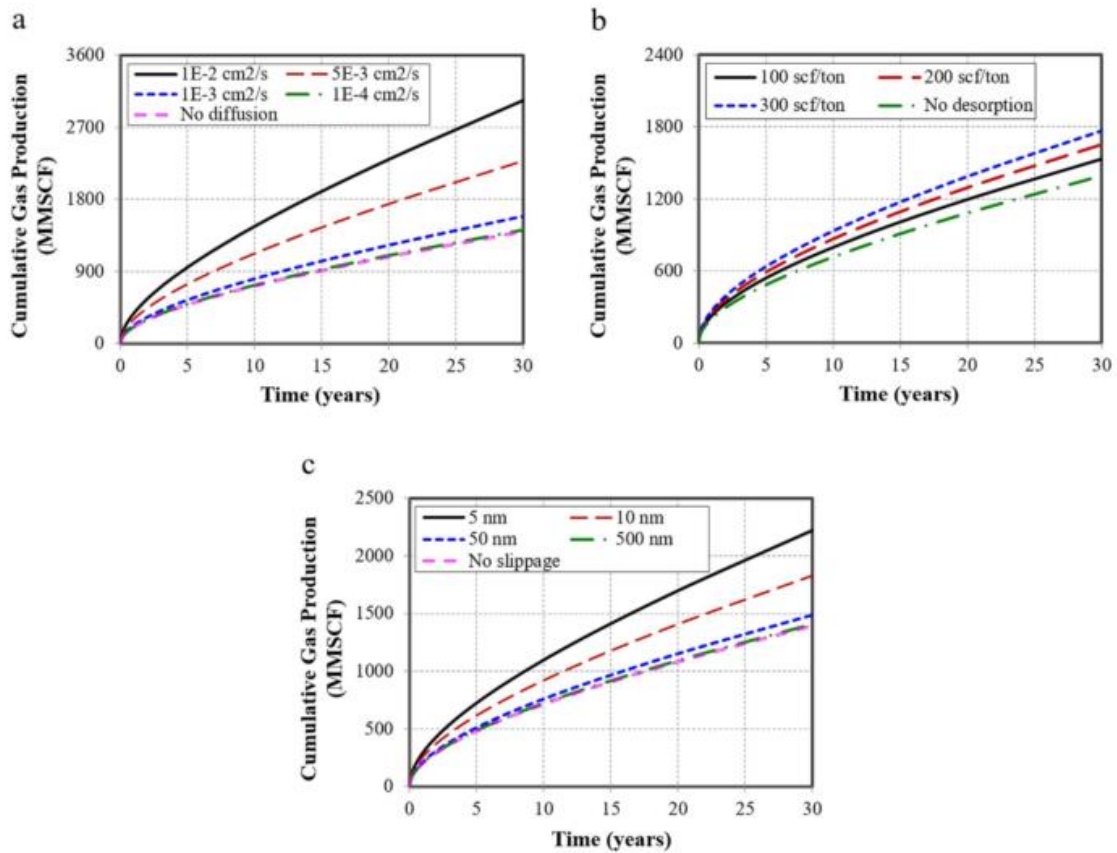 a
Cumulative Gas Production
(MMSCF)
3600
2700
1800
900
0
1E-2 cm2/s
5E-3 cm2/s
1E-3 cm2/s
1E-4 cm2/s
No diffusion
0 5 10 15 20 25 30
Time (years)
b
Cumulative Gas Production
(MMSCF)
2400
1800
1200
600
0
100 scf/ton
200 scf/ton
300 scf/ton
No desorption
0 5 10 15 20 25 30
Time (years)
c
Cumulative Gas Production
(MMSCF)
2500
2000
1500
1000
500
0
5 nm
10 nm
50 nm
500 nm
No slippage
0 5 10 15 20 25 30
Time (years)